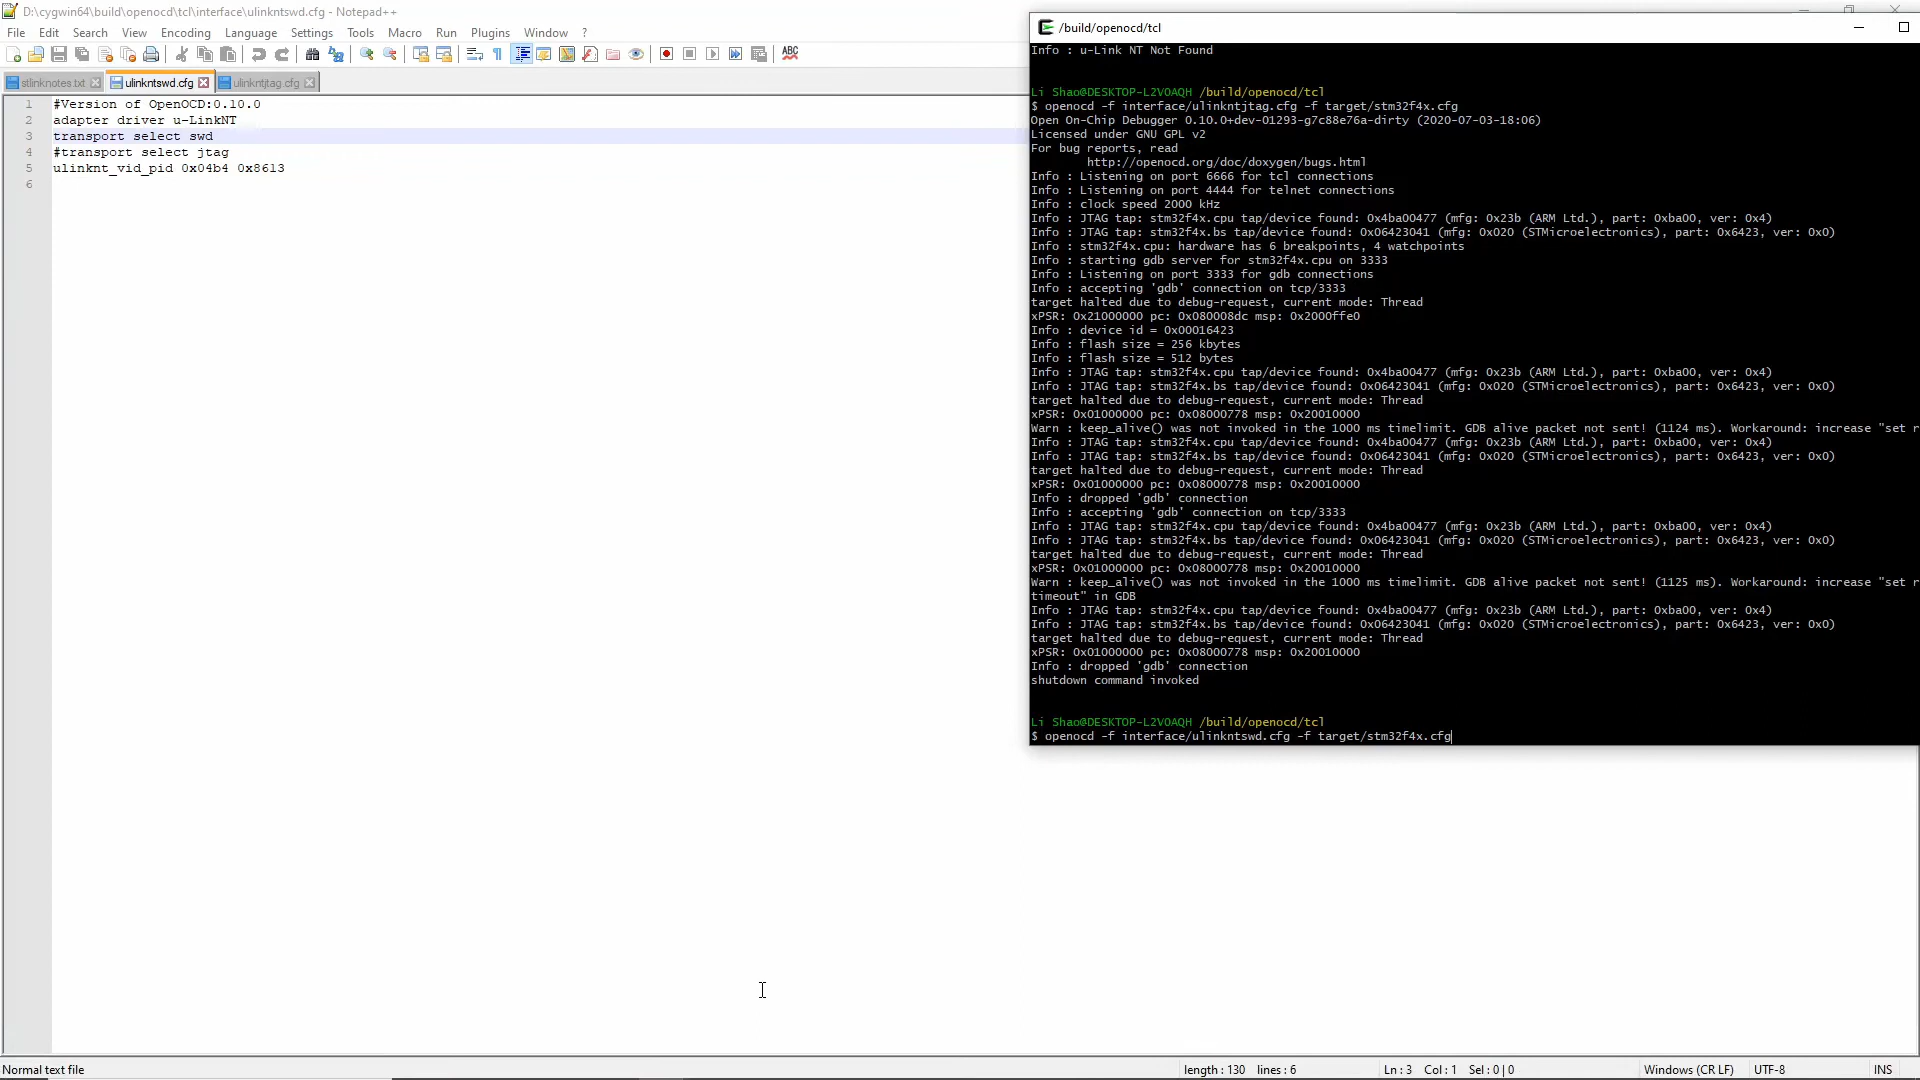 D:\cygwin64\build\openocd\tcl\interface\ulinkntswd.cfg - Notepad++
File Edit Search View Encoding Language Settings Tools Macro Run Plugins Window ?
ABC
stlinknotes.txt ulinkntswd.cfg ulinkntjtag.cfg
1 #Version of OpenOCD:0.10.0
2 adapter driver u-LinkNT
3 transport select swd
4 #transport select jtag
5 ulinknt_vid_pid 0x04b4 0x8613
6
/build/openocd/tcl
Info : u-Link NT Not Found
Li Shao@DESKTOP-L2VOAQH /build/openocd/tcl
$ openocd -f interface/ulinkntjtag.cfg -f target/stm32f4x.cfg
Open On-Chip Debugger 0.10.0+dev-01293-g7c88e76a-dirty (2020-07-03-18:06)
Licensed under GNU GPL v2
For bug reports, read
http://openocd.org/doc/doxygen/bugs.html
Info : Listening on port 6666 for tcl connections
Info : Listening on port 4444 for telnet connections
Info : clock speed 2000 kHz
Info : JTAG tap: stm32f4x.cpu tap/device found: 0x4ba00477 (mfg: 0x23b (ARM Ltd.), part: 0xba00, ver: 0x4)
Info : JTAG tap: stm32f4x.bs tap/device found: 0x06423041 (mfg: 0x020 (STMicroelectronics), part: 0x6423, ver: 0x0)
Info : stm32f4x.cpu: hardware has 6 breakpoints, 4 watchpoints
Info : starting gdb server for stm32f4x.cpu on 3333
Info : Listening on port 3333 for gdb connections
Info : accepting 'gdb' connection on tcp/3333
target halted due to debug-request, current mode: Thread
xPSR: 0x21000000 pc: 0x080008dc msp: 0x2000ffe0
Info : device id = 0x00016423
Info : flash size = 256 kbytes
Info : flash size = 512 bytes
Info : JTAG tap: stm32f4x.cpu tap/device found: 0x4ba00477 (mfg: 0x23b (ARM Ltd.), part: 0xba00, ver: 0x4)
Info : JTAG tap: stm32f4x.bs tap/device found: 0x06423041 (mfg: 0x020 (STMicroelectronics), part: 0x6423, ver: 0x0)
target halted due to debug-request, current mode: Thread
xPSR: 0x01000000 pc: 0x08000778 msp: 0x20010000
Warn : keep_alive() was not invoked in the 1000 ms timelimit. GDB alive packet not sent! (1124 ms). Workaround: increase "set r
Info : JTAG tap: stm32f4x.cpu tap/device found: 0x4ba00477 (mfg: 0x23b (ARM Ltd.), part: 0xba00, ver: 0x4)
Info : JTAG tap: stm32f4x.bs tap/device found: 0x06423041 (mfg: 0x020 (STMicroelectronics), part: 0x6423, ver: 0x0)
target halted due to debug-request, current mode: Thread
xPSR: 0x01000000 pc: 0x08000778 msp: 0x20010000
Info : dropped 'gdb' connection
Info : accepting 'gdb' connection on tcp/3333
Info : JTAG tap: stm32f4x.cpu tap/device found: 0x4ba00477 (mfg: 0x23b (ARM Ltd.), part: 0xba00, ver: 0x4)
Info : JTAG tap: stm32f4x.bs tap/device found: 0x06423041 (mfg: 0x020 (STMicroelectronics), part: 0x6423, ver: 0x0)
target halted due to debug-request, current mode: Thread
xPSR: 0x01000000 pc: 0x08000778 msp: 0x20010000
Warn : keep_alive() was not invoked in the 1000 ms timelimit. GDB alive packet not sent! (1125 ms). Workaround: increase "set r
timeout" in GDB
Info : JTAG tap: stm32f4x.cpu tap/device found: 0x4ba00477 (mfg: 0x23b (ARM Ltd.), part: 0xba00, ver: 0x4)
Info : JTAG tap: stm32f4x.bs tap/device found: 0x06423041 (mfg: 0x020 (STMicroelectronics), part: 0x6423, ver: 0x0)
target halted due to debug-request, current mode: Thread
xPSR: 0x01000000 pc: 0x08000778 msp: 0x20010000
Info : dropped 'gdb' connection
shutdown command invoked
Li Shao@DESKTOP-L2VOAQH /build/openocd/tcl
$ openocd -f interface/ulinkntswd.cfg -f target/stm32f4x.cfg
Normal text file length : 130 lines : 6 Ln : 3 Col : 1 Sel : 0 | 0 Windows (CR LF) UTF-8 INS